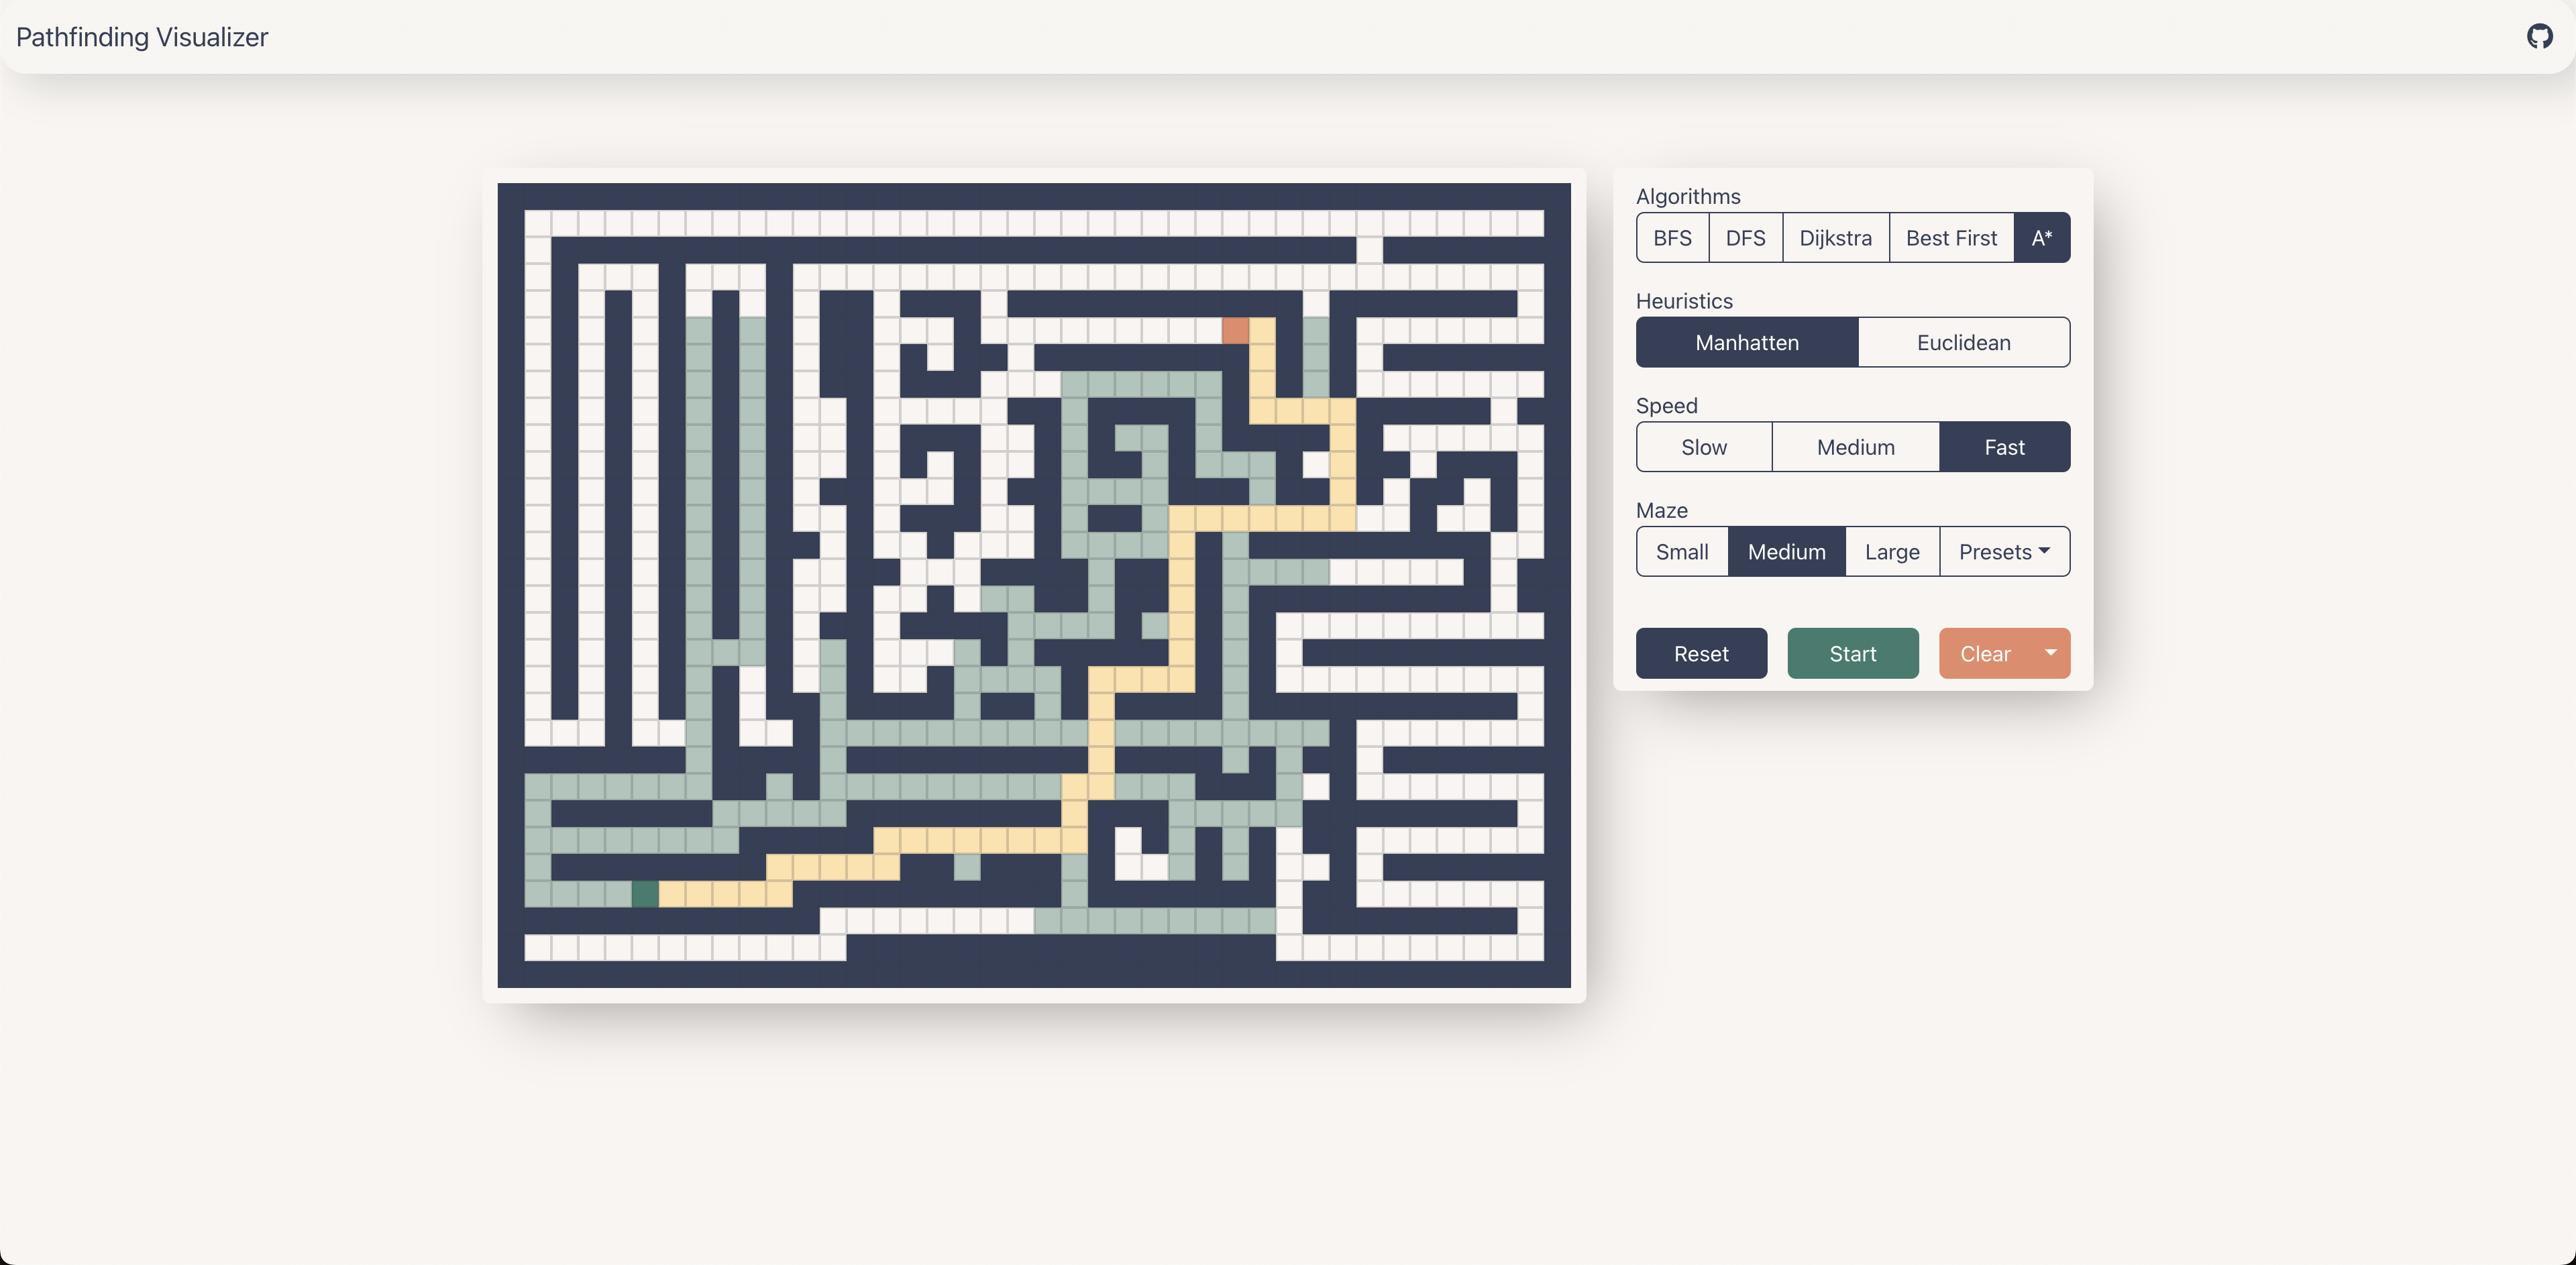 Pathfinding Visualizer
Algorithms
BFS DFS Dijkstra Best First A*
Heuristics
Manhatten Euclidean
Speed
Slow Medium Fast
Maze
Small Medium Large Presets
Reset Start Clear